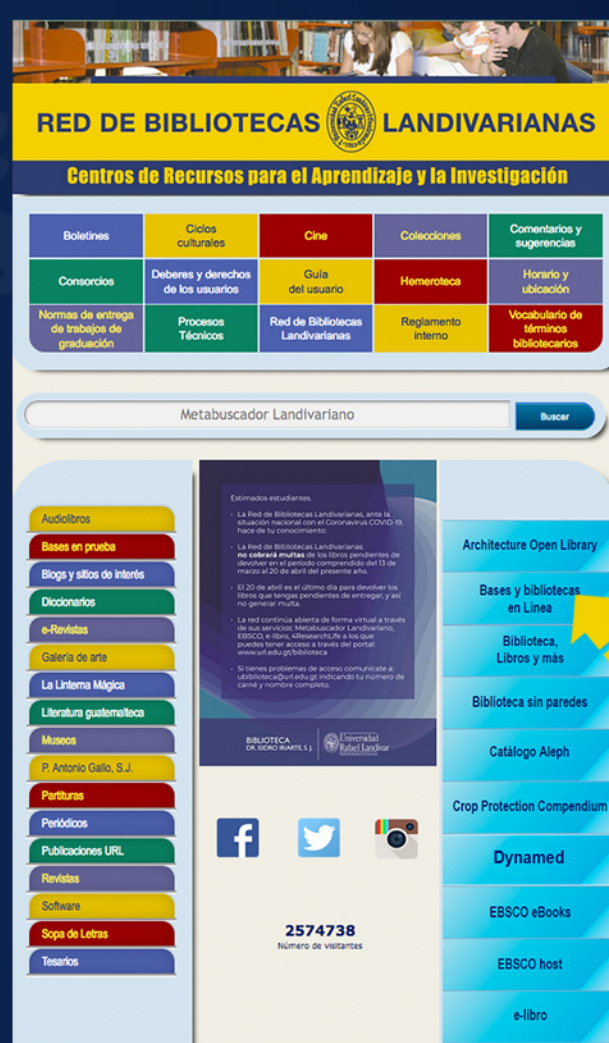 RED DE BIBLIOTECAS LANDIVARIANAS
Centros de Recursos para el Aprendizaje y la Investigación
Boletines
Ciclos
culturales
Cine
Colecciones
Comentarios y
sugerencias
Consorcios
Deberes y derechos
de los usuarios
Guía
del usuario
Hemeroteca
Horario y
ubicación
Normas de entrega
de trabajos de
graduación
Procesos
Técnicos
Red de Bibliotecas
Landivarianas
Reglamento
interno
Vocabulario de
términos
bibliotecarios
Metabuscador Landivariano
Buscar
Audiolibros
Bases en prueba
Blogs y sitios de interés
Diccionarios
e-Revistas
Galería de arte
La Linterna Mágica
Literatura guatemalteca
Museos
P. Antonio Gallo, S.J.
Partituras
Periódicos
Publicaciones URL
Revistas
Software
Sopa de Letras
Tesarios
Estimados estudiantes.
- La Red de Bibliotecas Landivarianas, ante la
situación nacional con el Coronavirus COVID-19,
hace de tu conocimiento:
- La Red de Bibliotecas Landivarianas
no cobrará multas de los libros pendientes de
devolver en el período comprendido del 13 de
marzo al 20 de abril del presente año.
- El 20 de abril es el último día para devolver los
libros que tengas pendientes de entregar, y así
no generar multa.
- La red continúa abierta de forma virtual a través
de sus servicios: Metabuscador Landivariano,
EBSCO, e-libro, 4ResearchLife a los que
puedes tener acceso a través del portal:
www.url.edu.gt/biblioteca
- Si tienes problemas de acceso comunícate a:
ubiblioteca@url.edu.gt indicando tu número de
carné y nombre completo.
BIBLIOTECA
DR. ISIDRO IRIARTE, S. J.
Universidad
Rafael Landívar
2574738
Número de visitantes
Architecture Open Library
Bases y bibliotecas
en Linea
Biblioteca,
Libros y más
Biblioteca sin paredes
Catálogo Aleph
Crop Protection Compendium
Dynamed
EBSCO eBooks
EBSCO host
e-libro